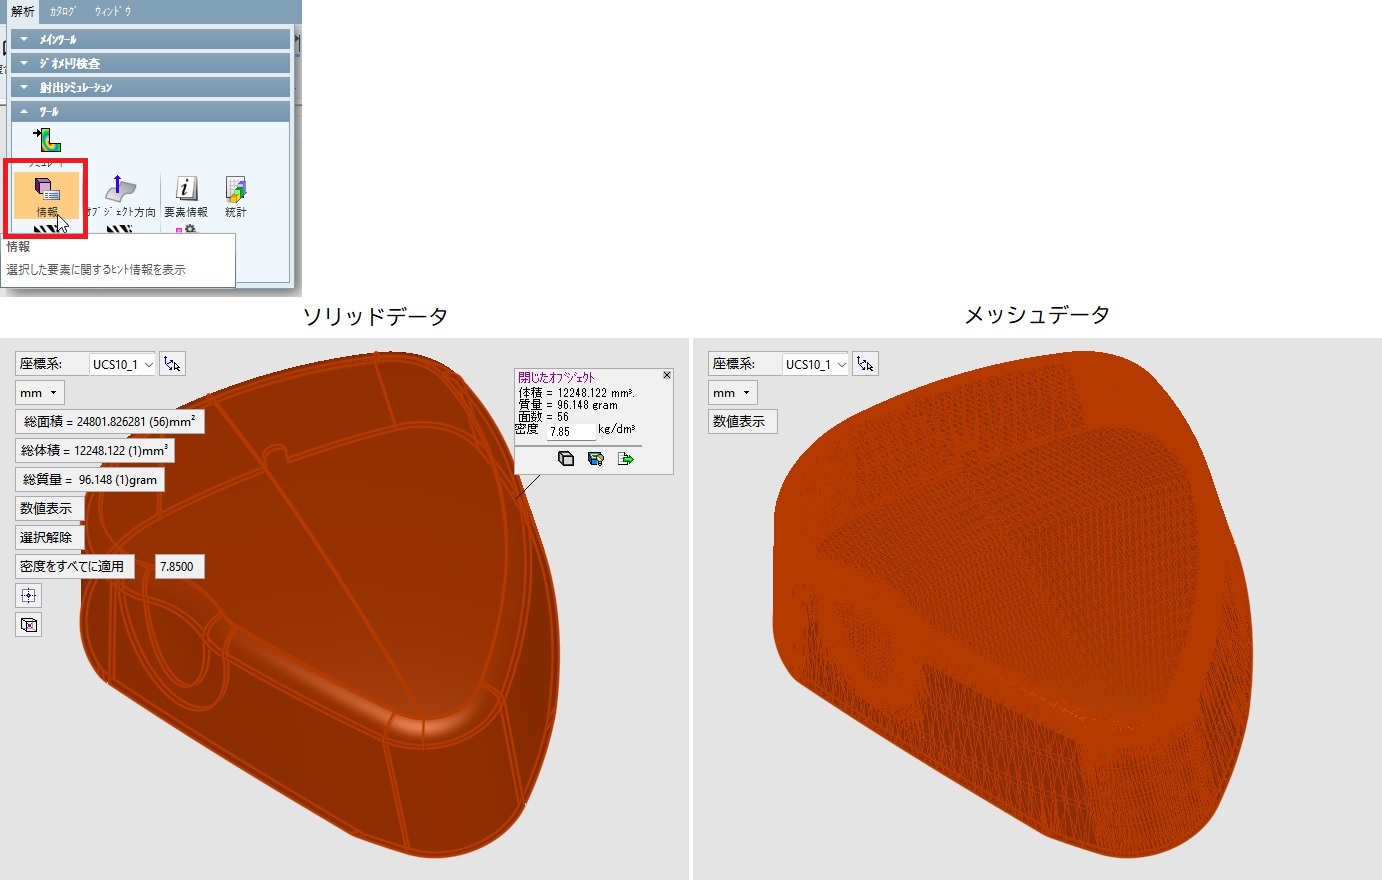 解析 ｶﾀﾛｸﾞ ｳｨﾝﾄﾞｳ
ﾒｲﾝﾂｰﾙ
ｼﾞｵﾒﾄﾘ検査
射出ｼﾐｭﾚｰｼｮﾝ
ﾂｰﾙ
情報 ｵﾌﾞｼﾞｪｸﾄ方向 要素情報 統計
情報
選択した要素に関するﾋﾝﾄ情報を表示
ソリッドデータ
座標系: UCS10_1
mm
総面積 = 24801.826281 (56)mm²
総体積 = 12248.122 (1)mm³
総質量 = 96.148 (1)gram
数値表示
選択解除
密度をすべてに適用 7.8500
閉じたｵﾌﾞｼﾞｪｸﾄ
体積 = 12248.122 mm³.
質量 = 96.148 gram
面数 = 56
密度 7.85 kg/dm³
メッシュデータ
座標系: UCS10_1
mm
数値表示